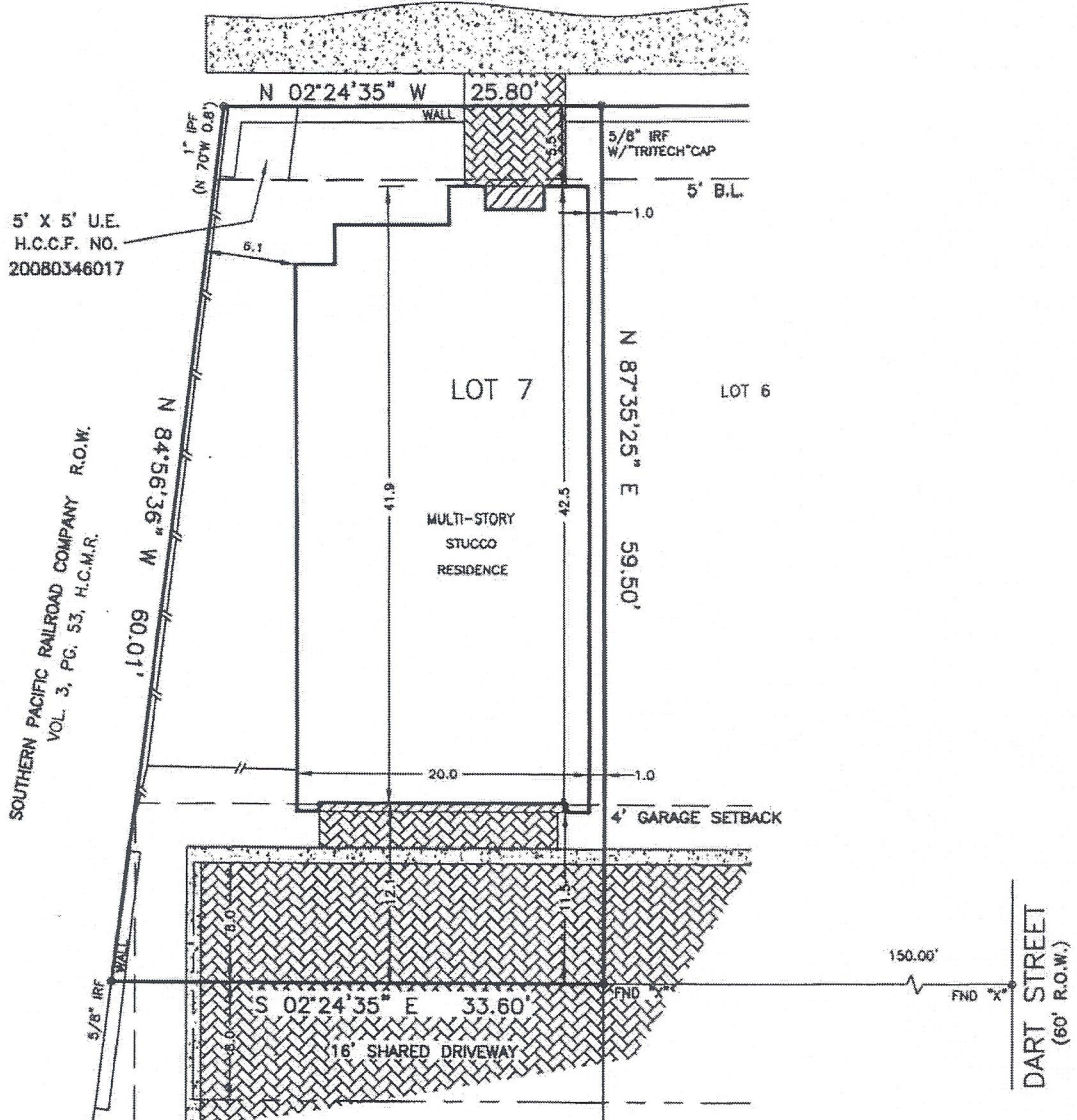 N 02°24'35" W 25.80'
WALL
1" IPF
(N 70°W 0.8')
5.5
5/8" IRF
W/"TRITECH"CAP
5' B.L.
1.0
5' X 5' U.E.
H.C.C.F. NO.
20080346017
6.1
LOT 7
LOT 6
N 87°35'25" E 59.50'
N 84°56'36" W 60.01'
SOUTHERN PACIFIC RAILROAD COMPANY R.O.W.
VOL. 3, PG. 53, H.C.M.R.
41.9
42.5
MULTI-STORY
STUCCO
RESIDENCE
20.0
1.0
4' GARAGE SETBACK
12.1
11.5
8.0
WALL
5/8" IRF
S 02°24'35" E 33.60'
FND "X"
150.00'
FND "X"
DART STREET
(60' R.O.W.)
8.0
16' SHARED DRIVEWAY